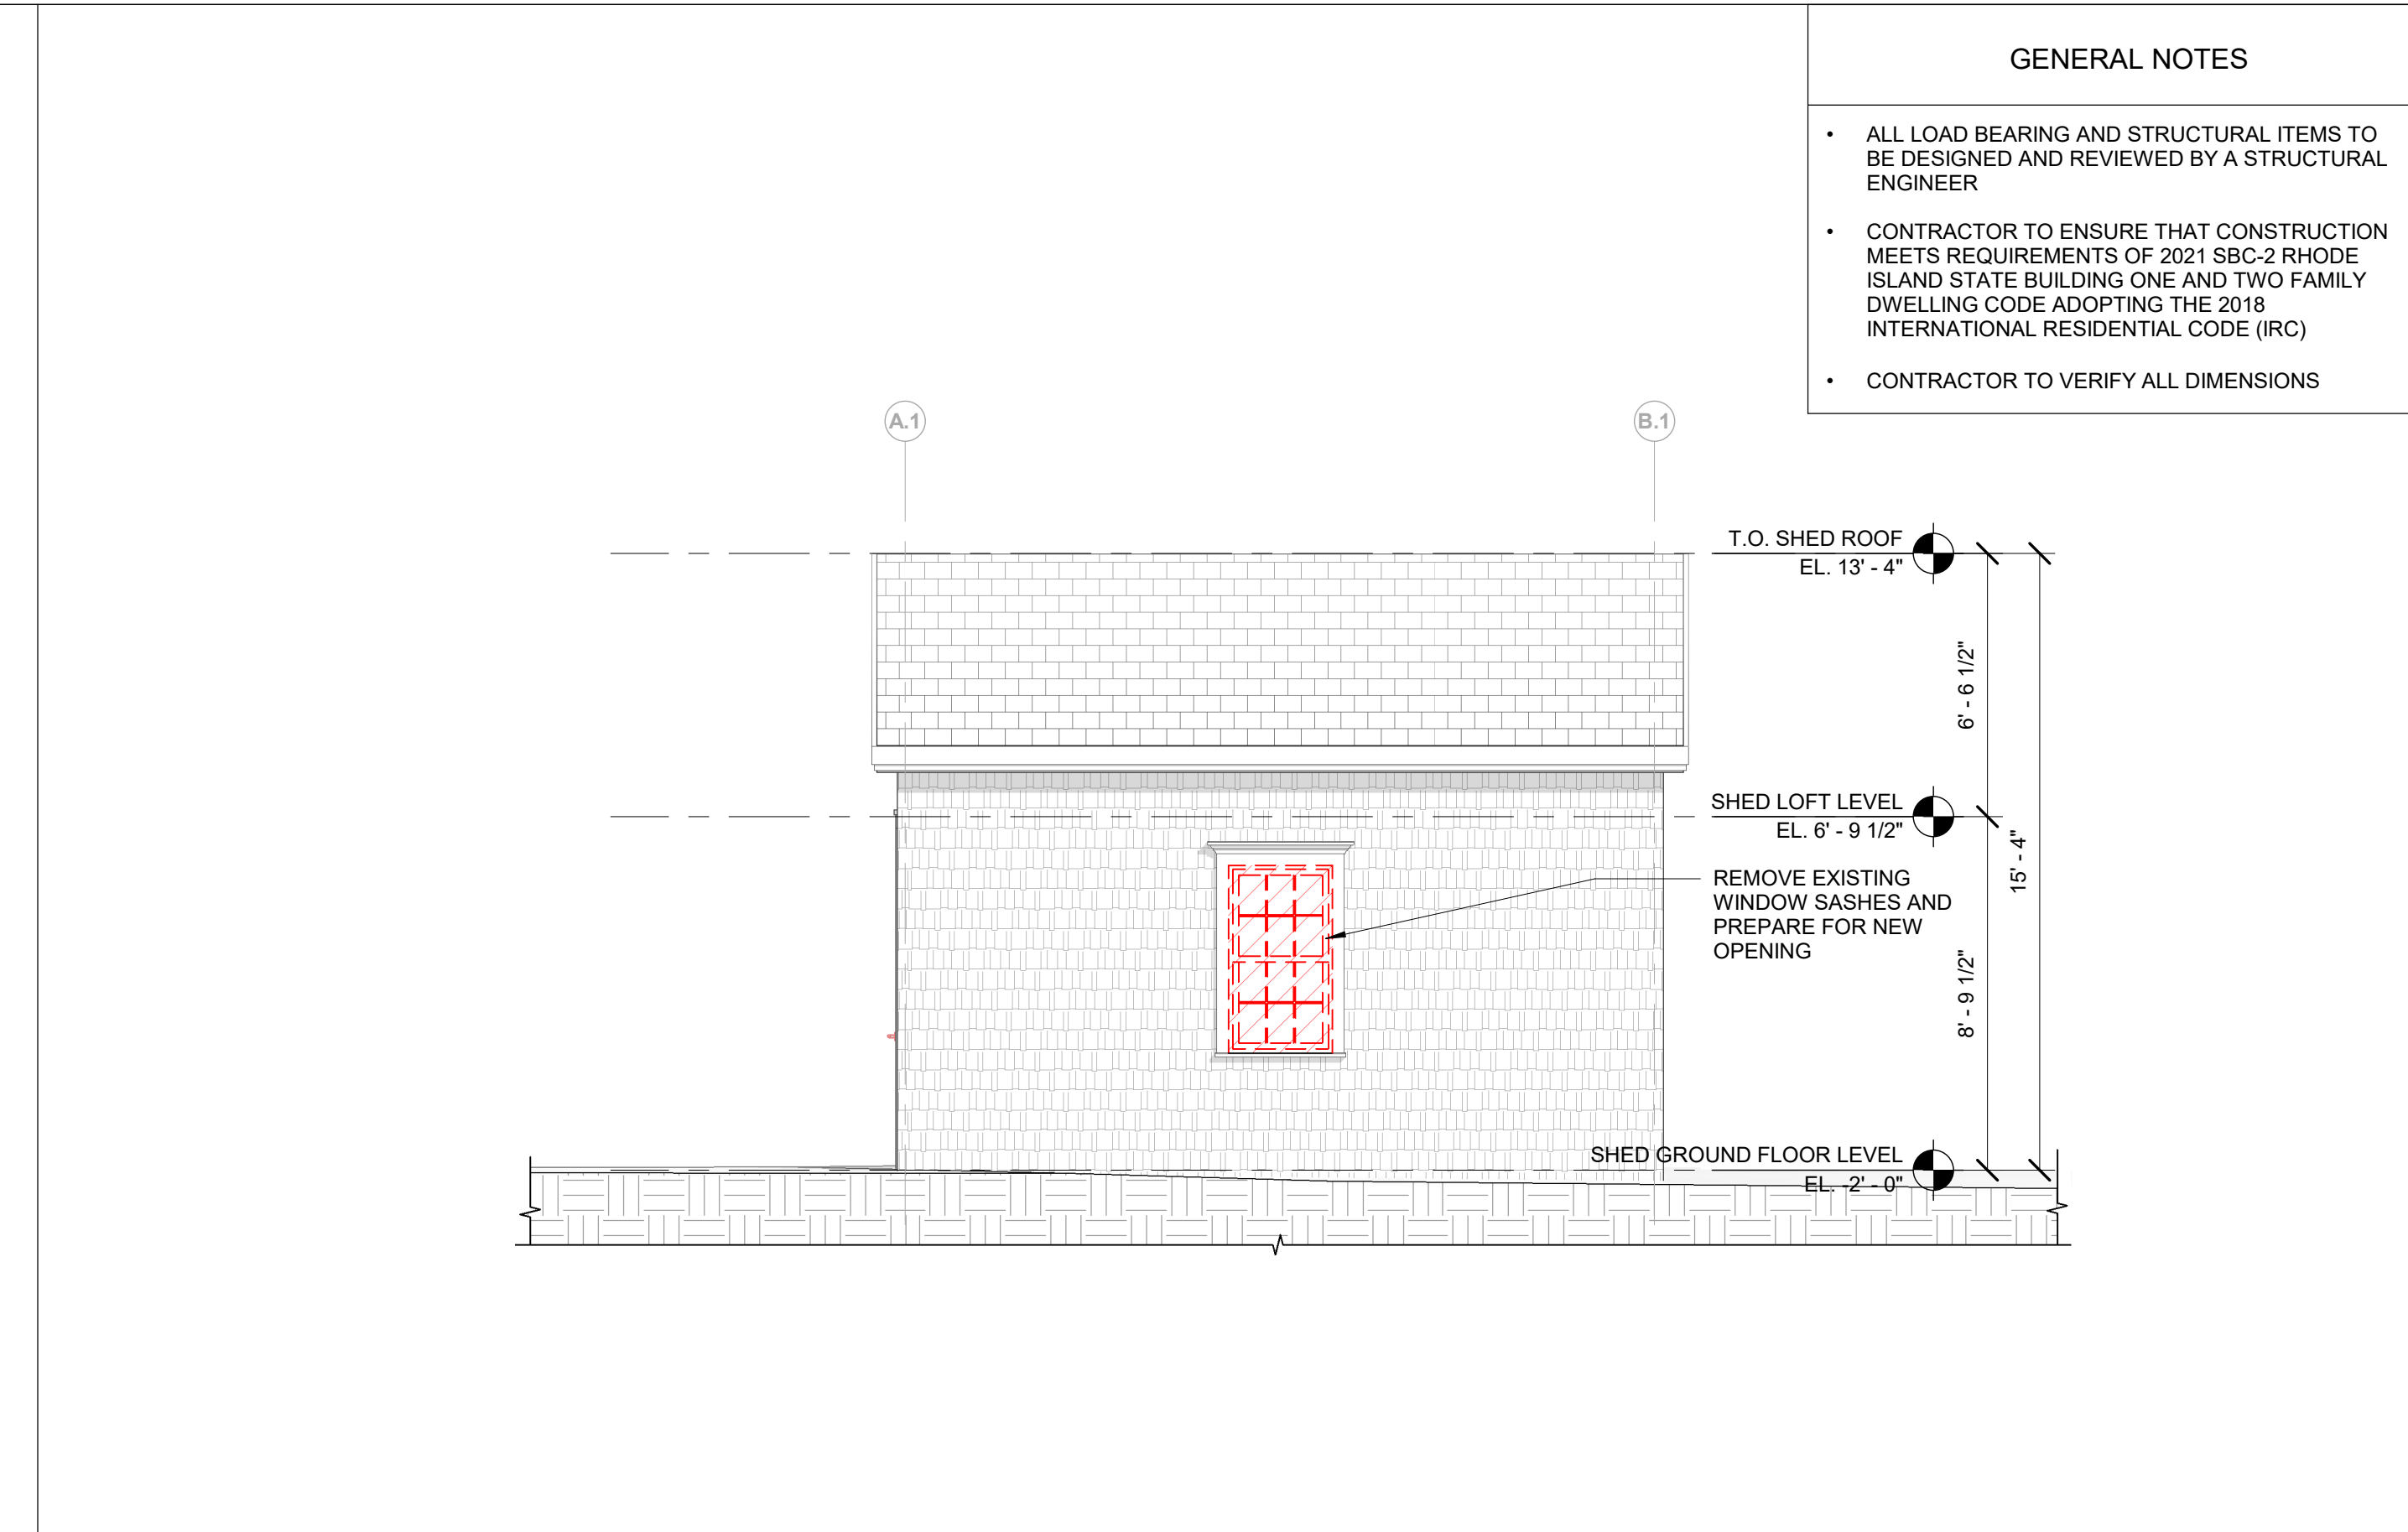 GENERAL NOTES
• ALL LOAD BEARING AND STRUCTURAL ITEMS TO
BE DESIGNED AND REVIEWED BY A STRUCTURAL
ENGINEER
• CONTRACTOR TO ENSURE THAT CONSTRUCTION
MEETS REQUIREMENTS OF 2021 SBC-2 RHODE
ISLAND STATE BUILDING ONE AND TWO FAMILY
DWELLING CODE ADOPTING THE 2018
INTERNATIONAL RESIDENTIAL CODE (IRC)
• CONTRACTOR TO VERIFY ALL DIMENSIONS
A.1
B.1
T.O. SHED ROOF
EL. 13' - 4"
6' - 6 1/2"
SHED LOFT LEVEL
EL. 6' - 9 1/2"
15' - 4"
REMOVE EXISTING
WINDOW SASHES AND
PREPARE FOR NEW
OPENING
8' - 9 1/2"
SHED GROUND FLOOR LEVEL
EL. -2' - 0"